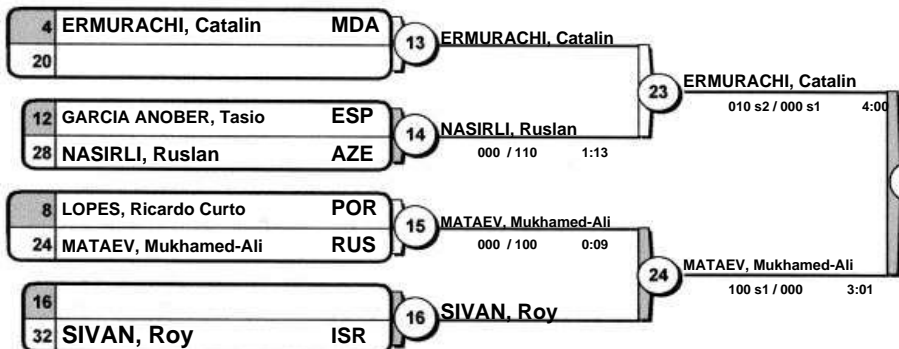 4 ERMURACHI, Catalin MDA
20
13 ERMURACHI, Catalin
12 GARCIA ANOBER, Tasio ESP
28 NASIRLI, Ruslan AZE
14 NASIRLI, Ruslan
000 / 110 1:13
23 ERMURACHI, Catalin
010 s2 / 000 s1 4:00
8 LOPES, Ricardo Curto POR
24 MATAEV, Mukhamed-Ali RUS
15 MATAEV, Mukhamed-Ali
000 / 100 0:09
16
32 SIVAN, Roy ISR
16 SIVAN, Roy
24 MATAEV, Mukhamed-Ali
100 s1 / 000 3:01